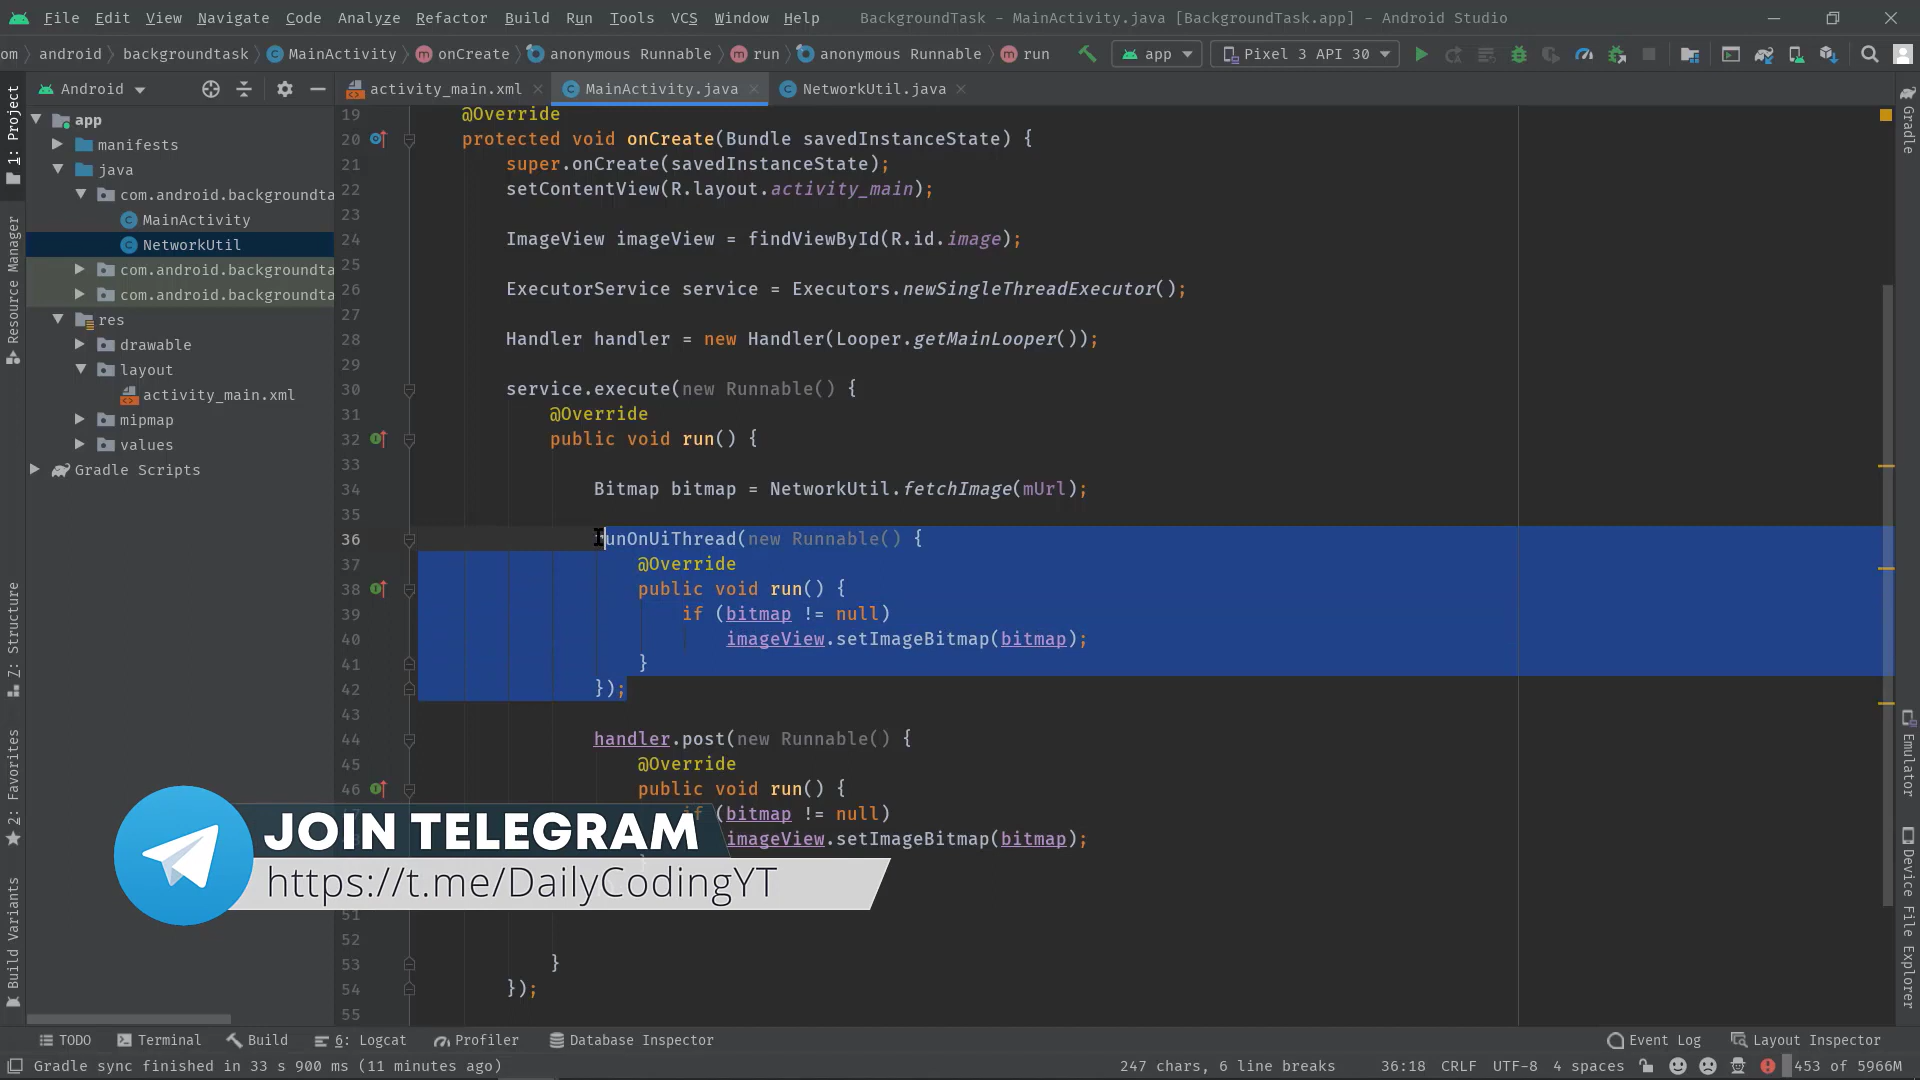 File Edit View Navigate Code Analyze Refactor Build Run Tools VCS Window Help BackgroundTask - MainActivity.java [BackgroundTask.app] - Android Studio
om android backgroundtask MainActivity onCreate anonymous Runnable run anonymous Runnable run app Pixel 3 API 30
Android activity_main.xml MainActivity.java NetworkUtil.java
1: Project
Resource Manager
Z: Structure
2: Favorites
Build Variants
app
manifests
java
com.android.backgroundta
MainActivity
NetworkUtil
com.android.backgroundta
com.android.backgroundta
res
drawable
layout
activity_main.xml
mipmap
values
Gradle Scripts
19 @Override
20 protected void onCreate(Bundle savedInstanceState) {
21 super.onCreate(savedInstanceState);
22 setContentView(R.layout.activity_main);
23
24 ImageView imageView = findViewById(R.id.image);
25
26 ExecutorService service = Executors.newSingleThreadExecutor();
27
28 Handler handler = new Handler(Looper.getMainLooper());
29
30 service.execute(new Runnable() {
31 @Override
32 public void run() {
33
34 Bitmap bitmap = NetworkUtil.fetchImage(mUrl);
35
36 runOnUiThread(new Runnable() {
37 @Override
38 public void run() {
39 if (bitmap != null)
40 imageView.setImageBitmap(bitmap);
41 }
42 });
43
44 handler.post(new Runnable() {
45 @Override
46 public void run() {
if (bitmap != null)
imageView.setImageBitmap(bitmap);
51
52
53 }
54 });
55
JOIN TELEGRAM
https://t.me/DailyCodingYT
Gradle
Emulator
Device File Explorer
TODO Terminal Build 6: Logcat Profiler Database Inspector Event Log Layout Inspector
Gradle sync finished in 33 s 900 ms (11 minutes ago) 247 chars, 6 line breaks 36:18 CRLF UTF-8 4 spaces 453 of 5966M